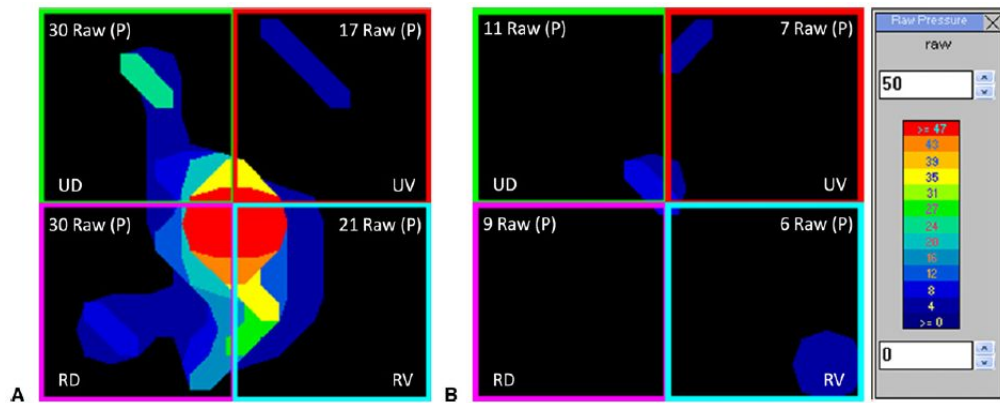 30 Raw (P)
17 Raw (P)
UD
UV
30 Raw (P)
21 Raw (P)
RD
RV
A
11 Raw (P)
7 Raw (P)
UD
UV
9 Raw (P)
6 Raw (P)
RD
RV
B
Raw Pressure
raw
50
>= 47
43
39
35
31
27
24
20
16
12
8
4
>= 0
0